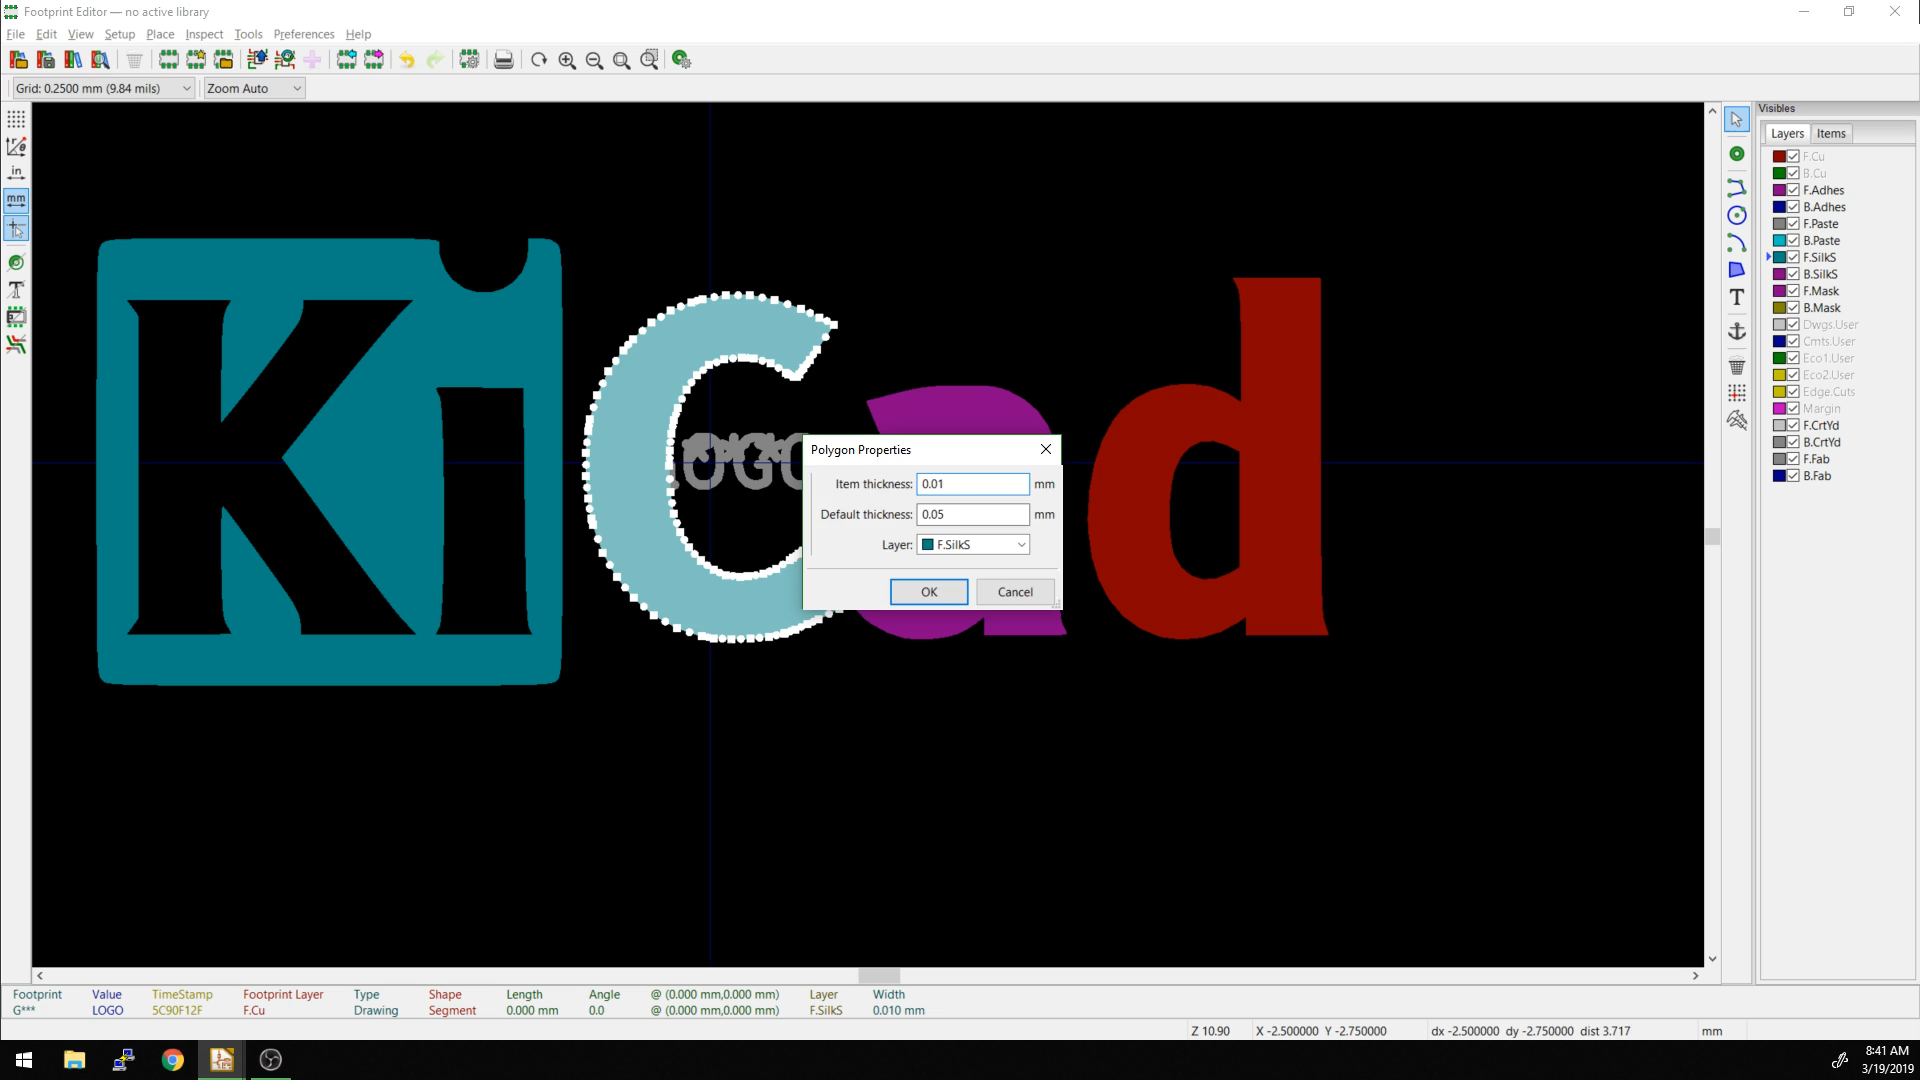 Footprint Editor — no active library
File Edit View Setup Place Inspect Tools Preferences Help
Grid: 0.2500 mm (9.84 mils) Zoom Auto
Visibles
Layers Items
in
mm
F.Cu
B.Cu
F.Adhes
B.Adhes
F.Paste
B.Paste
F.SilkS
B.SilkS
F.Mask
B.Mask
Dwgs.User
Cmts.User
Eco1.User
Eco2.User
Edge.Cuts
Margin
F.CrtYd
B.CrtYd
F.Fab
B.Fab
KiCad
Polygon Properties
Item thickness: 0.01 mm
Default thickness: 0.05 mm
Layer: F.SilkS
OK Cancel
Footprint Value TimeStamp Footprint Layer Type Shape Length Angle @ (0.000 mm,0.000 mm) Layer Width
G*** LOGO 5C90F12F F.Cu Drawing Segment 0.000 mm 0.0 @ (0.000 mm,0.000 mm) F.SilkS 0.010 mm
Z 10.90 X -2.500000 Y -2.750000 dx -2.500000 dy -2.750000 dist 3.717 mm
8:41 AM
3/19/2019